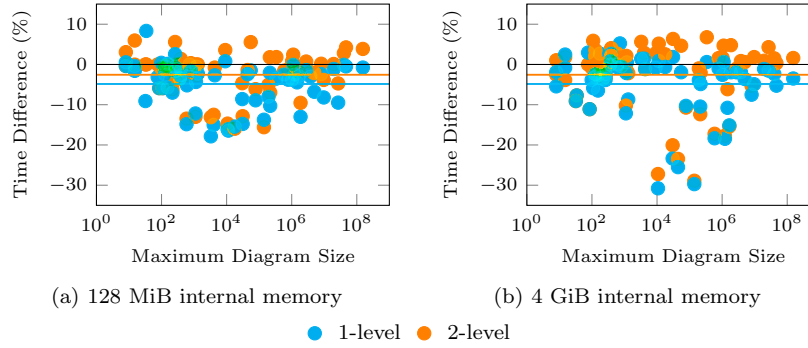 0
−10
−20
−30
Time Difference (%)
10^0 10^2 10^4 10^6 10^8
Maximum Diagram Size
(a) 128 MiB internal memory
0
−10
−20
−30
Time Difference (%)
10^0 10^2 10^4 10^6 10^8
Maximum Diagram Size
(b) 4 GiB internal memory
1-level 2-level